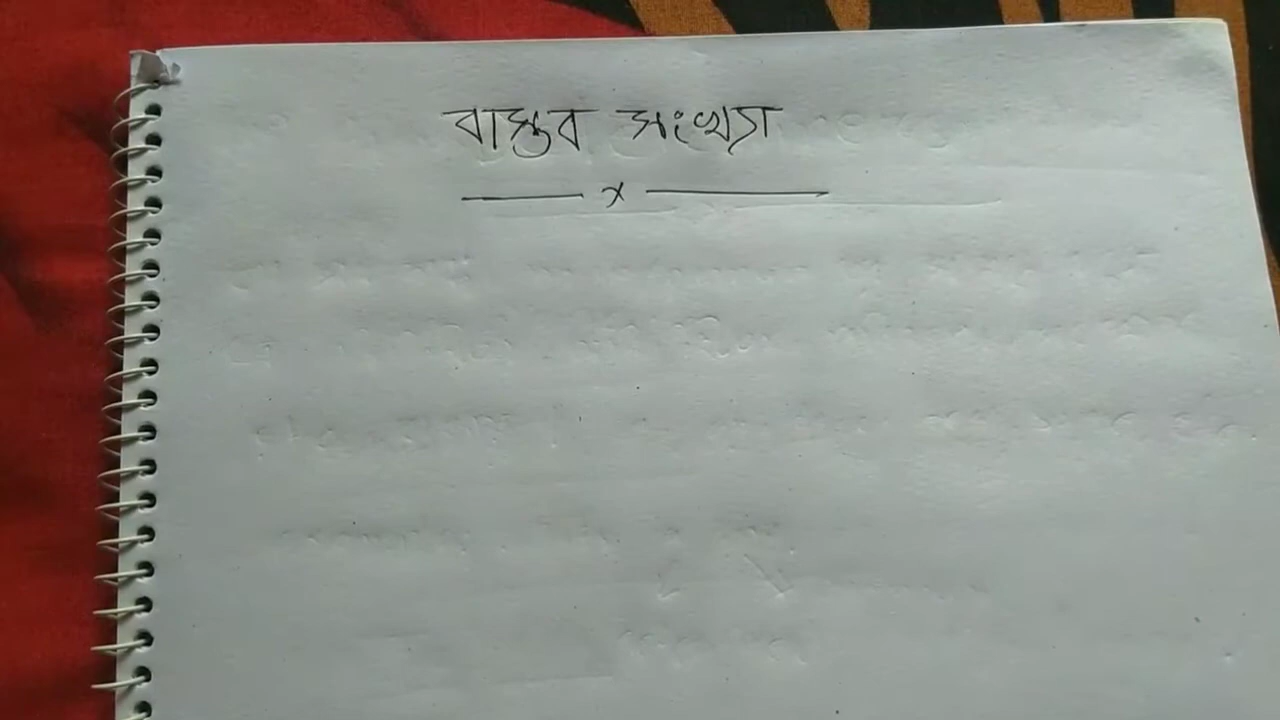 বাস্তব সংখ্যা
—— x ——